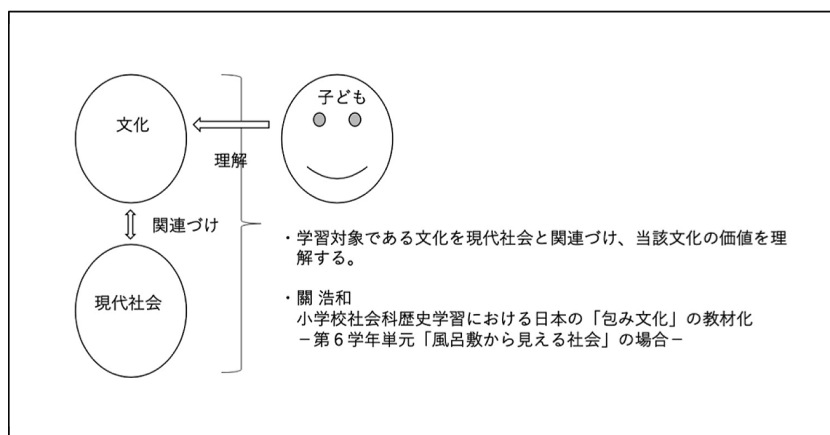 文化
子ども
理解
関連づけ
現代社会
・学習対象である文化を現代社会と関連づけ、当該文化の価値を理
解する。
・關 浩和
小学校社会科歴史学習における日本の「包み文化」の教材化
−第６学年単元「風呂敷から見える社会」の場合−